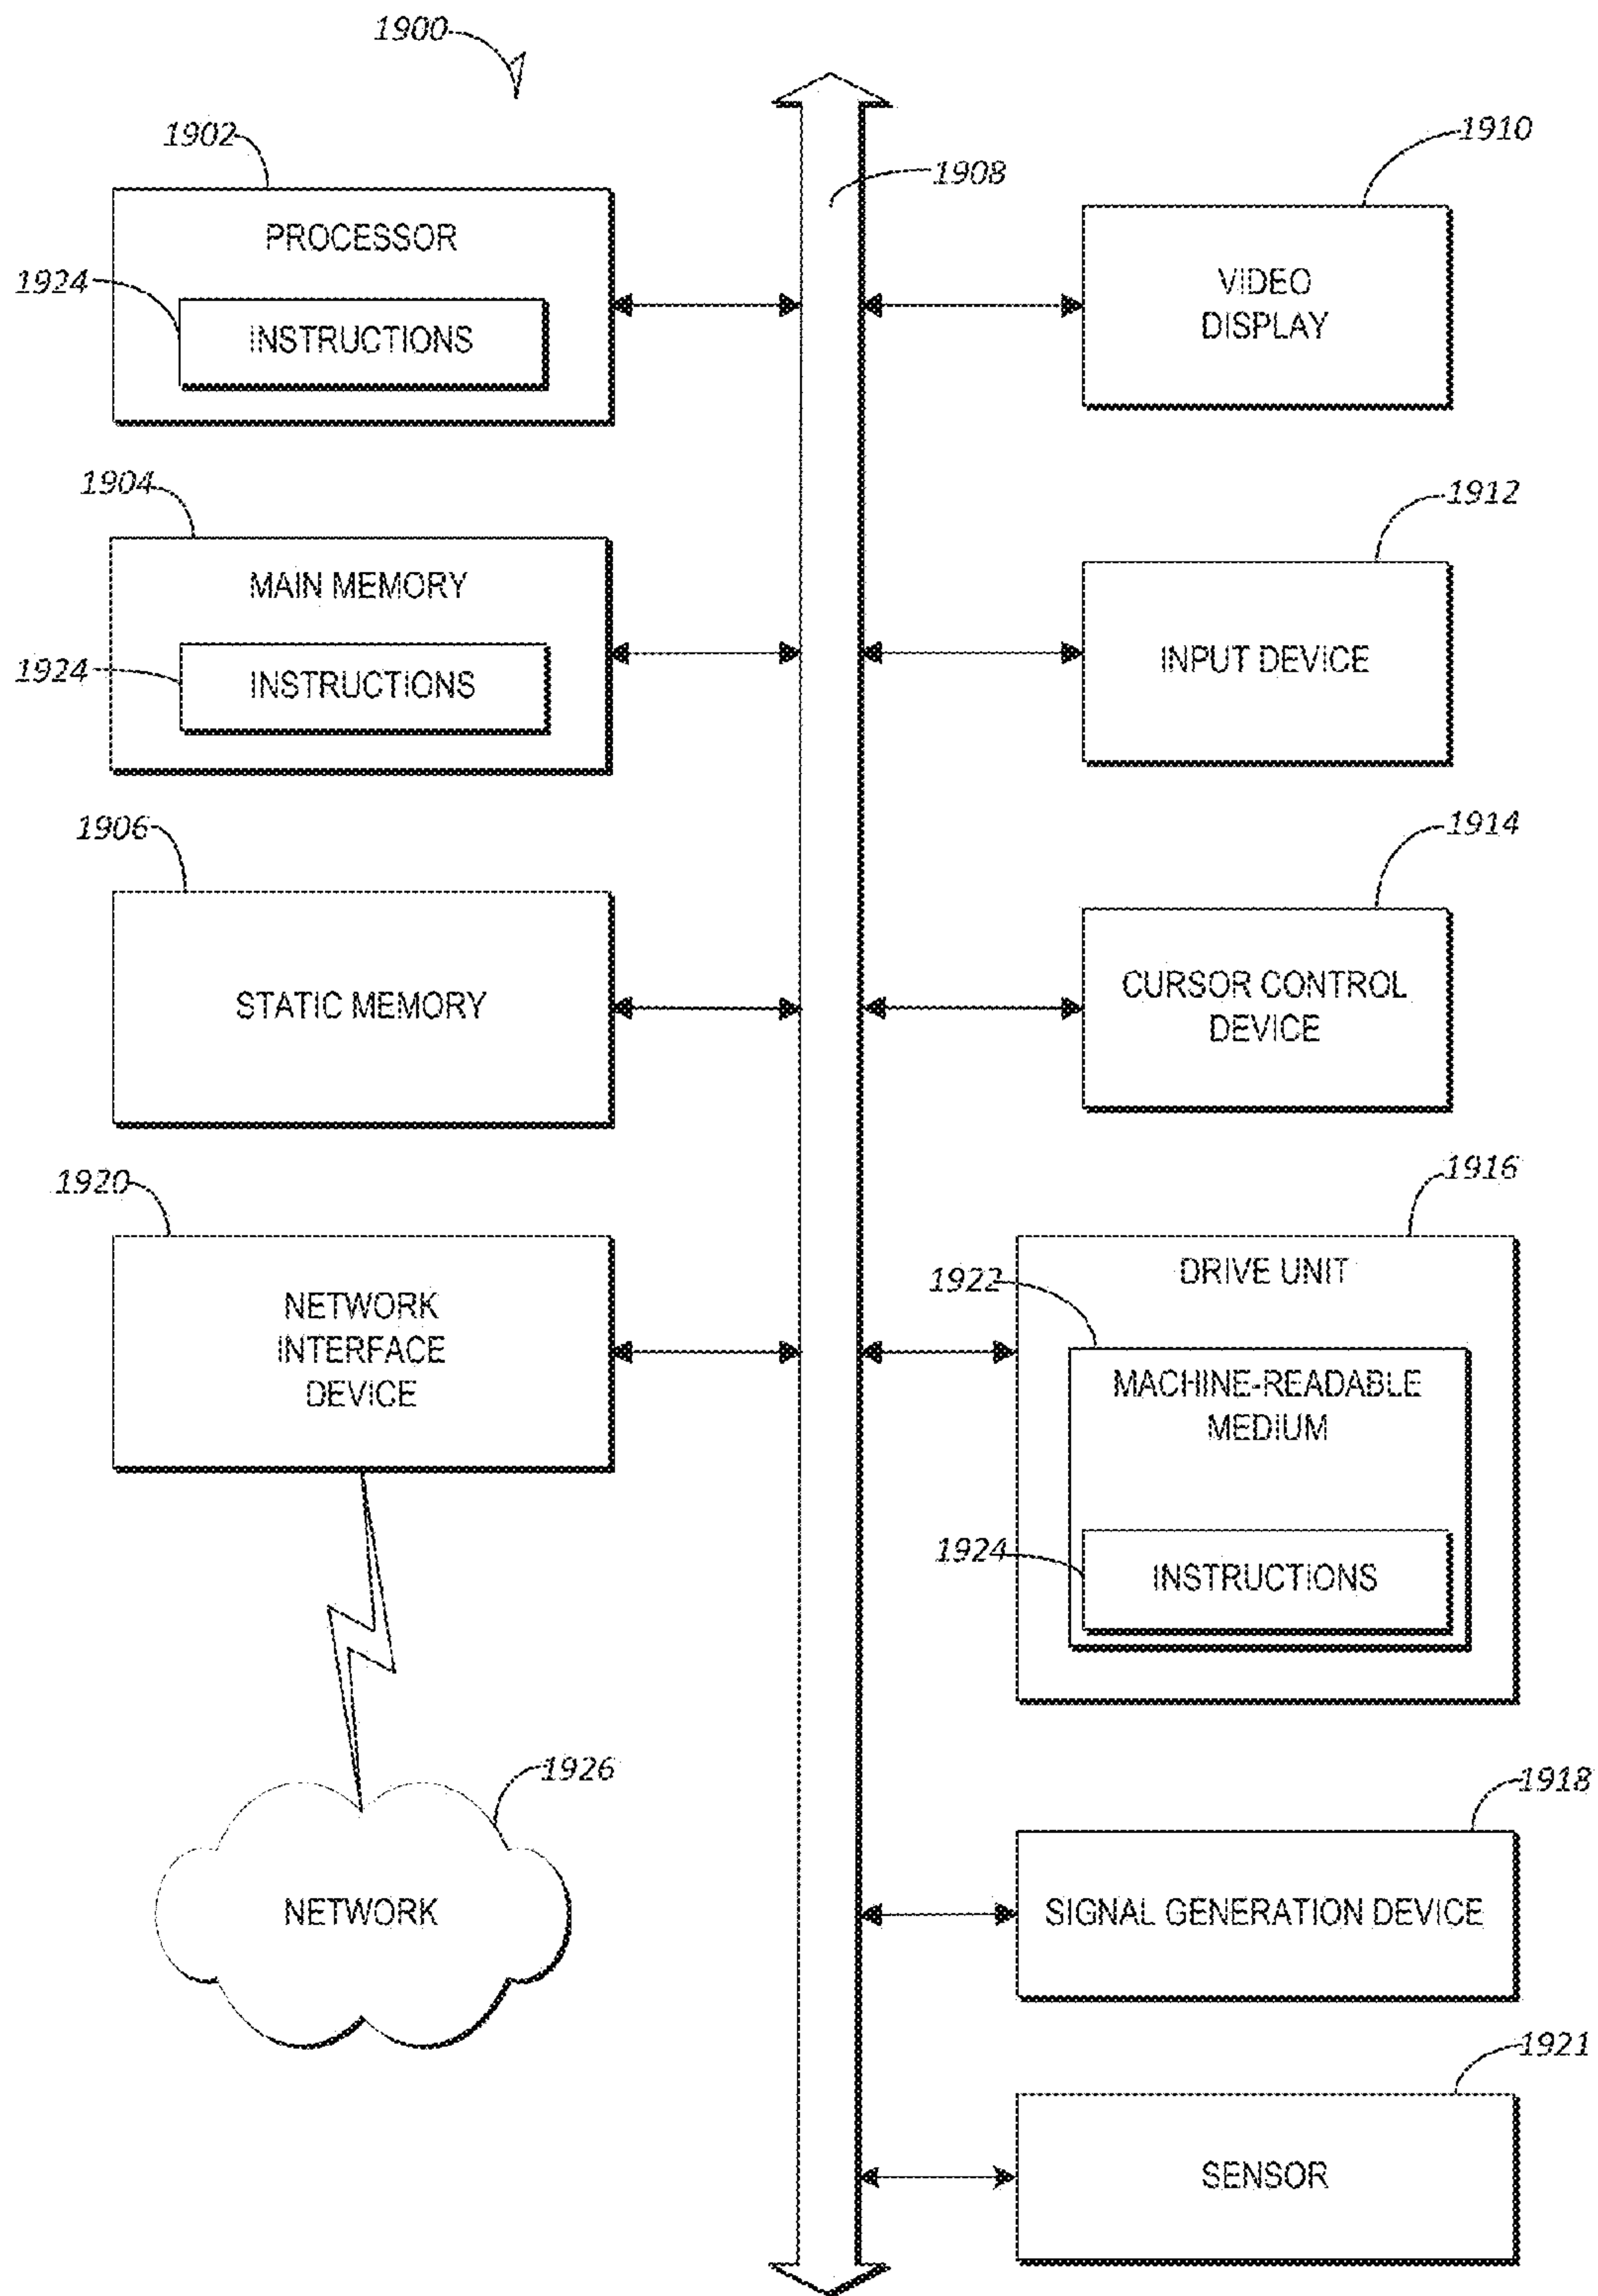 1900
1902
PROCESSOR
1924
INSTRUCTIONS
1904
MAIN MEMORY
1924
INSTRUCTIONS
1906
STATIC MEMORY
1920
NETWORK
INTERFACE
DEVICE
1926
NETWORK
1908
1910
VIDEO
DISPLAY
1912
INPUT DEVICE
1914
CURSOR CONTROL
DEVICE
1916
DRIVE UNIT
1922
MACHINE-READABLE
MEDIUM
1924
INSTRUCTIONS
1918
SIGNAL GENERATION DEVICE
1921
SENSOR